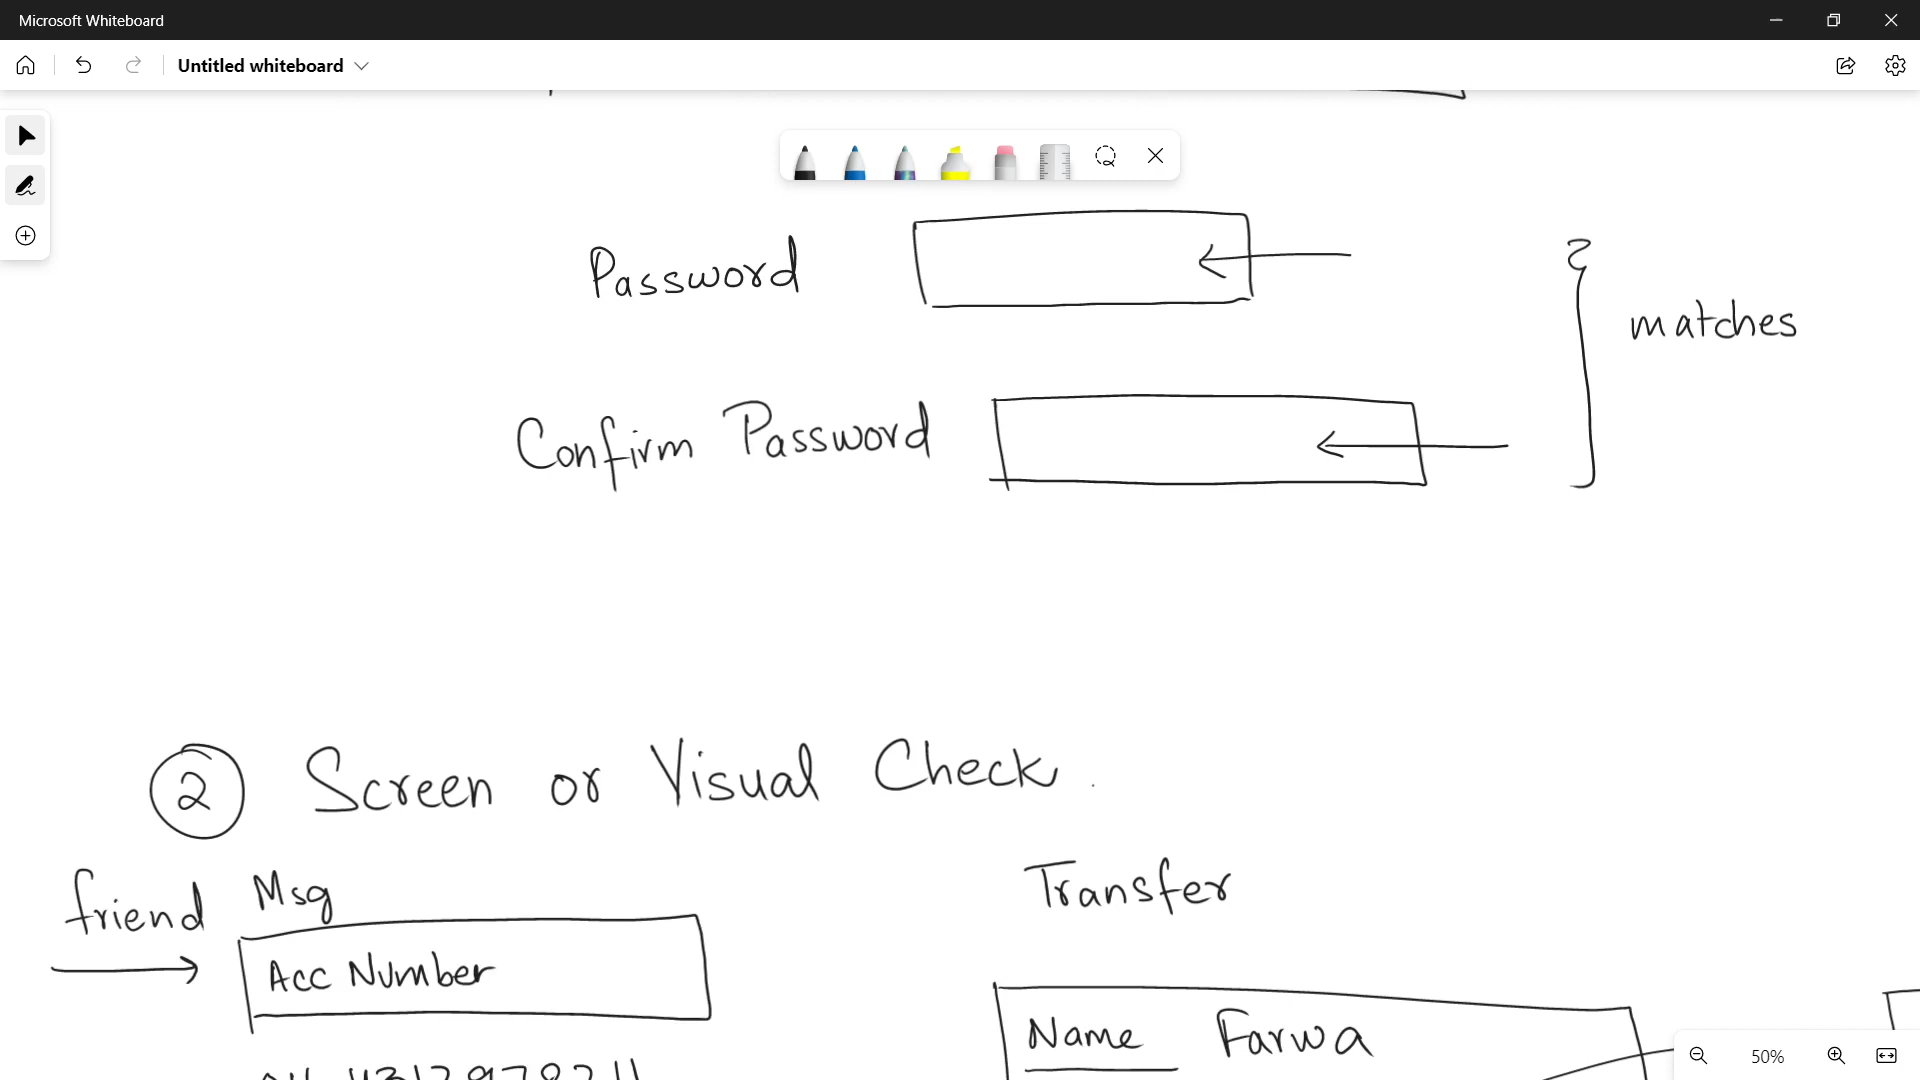 Microsoft Whiteboard
Untitled whiteboard
Password
matches
Confirm Password
2 Screen or Visual Check.
friend Msg
Transfer
Acc Number
Name Farwa
50%